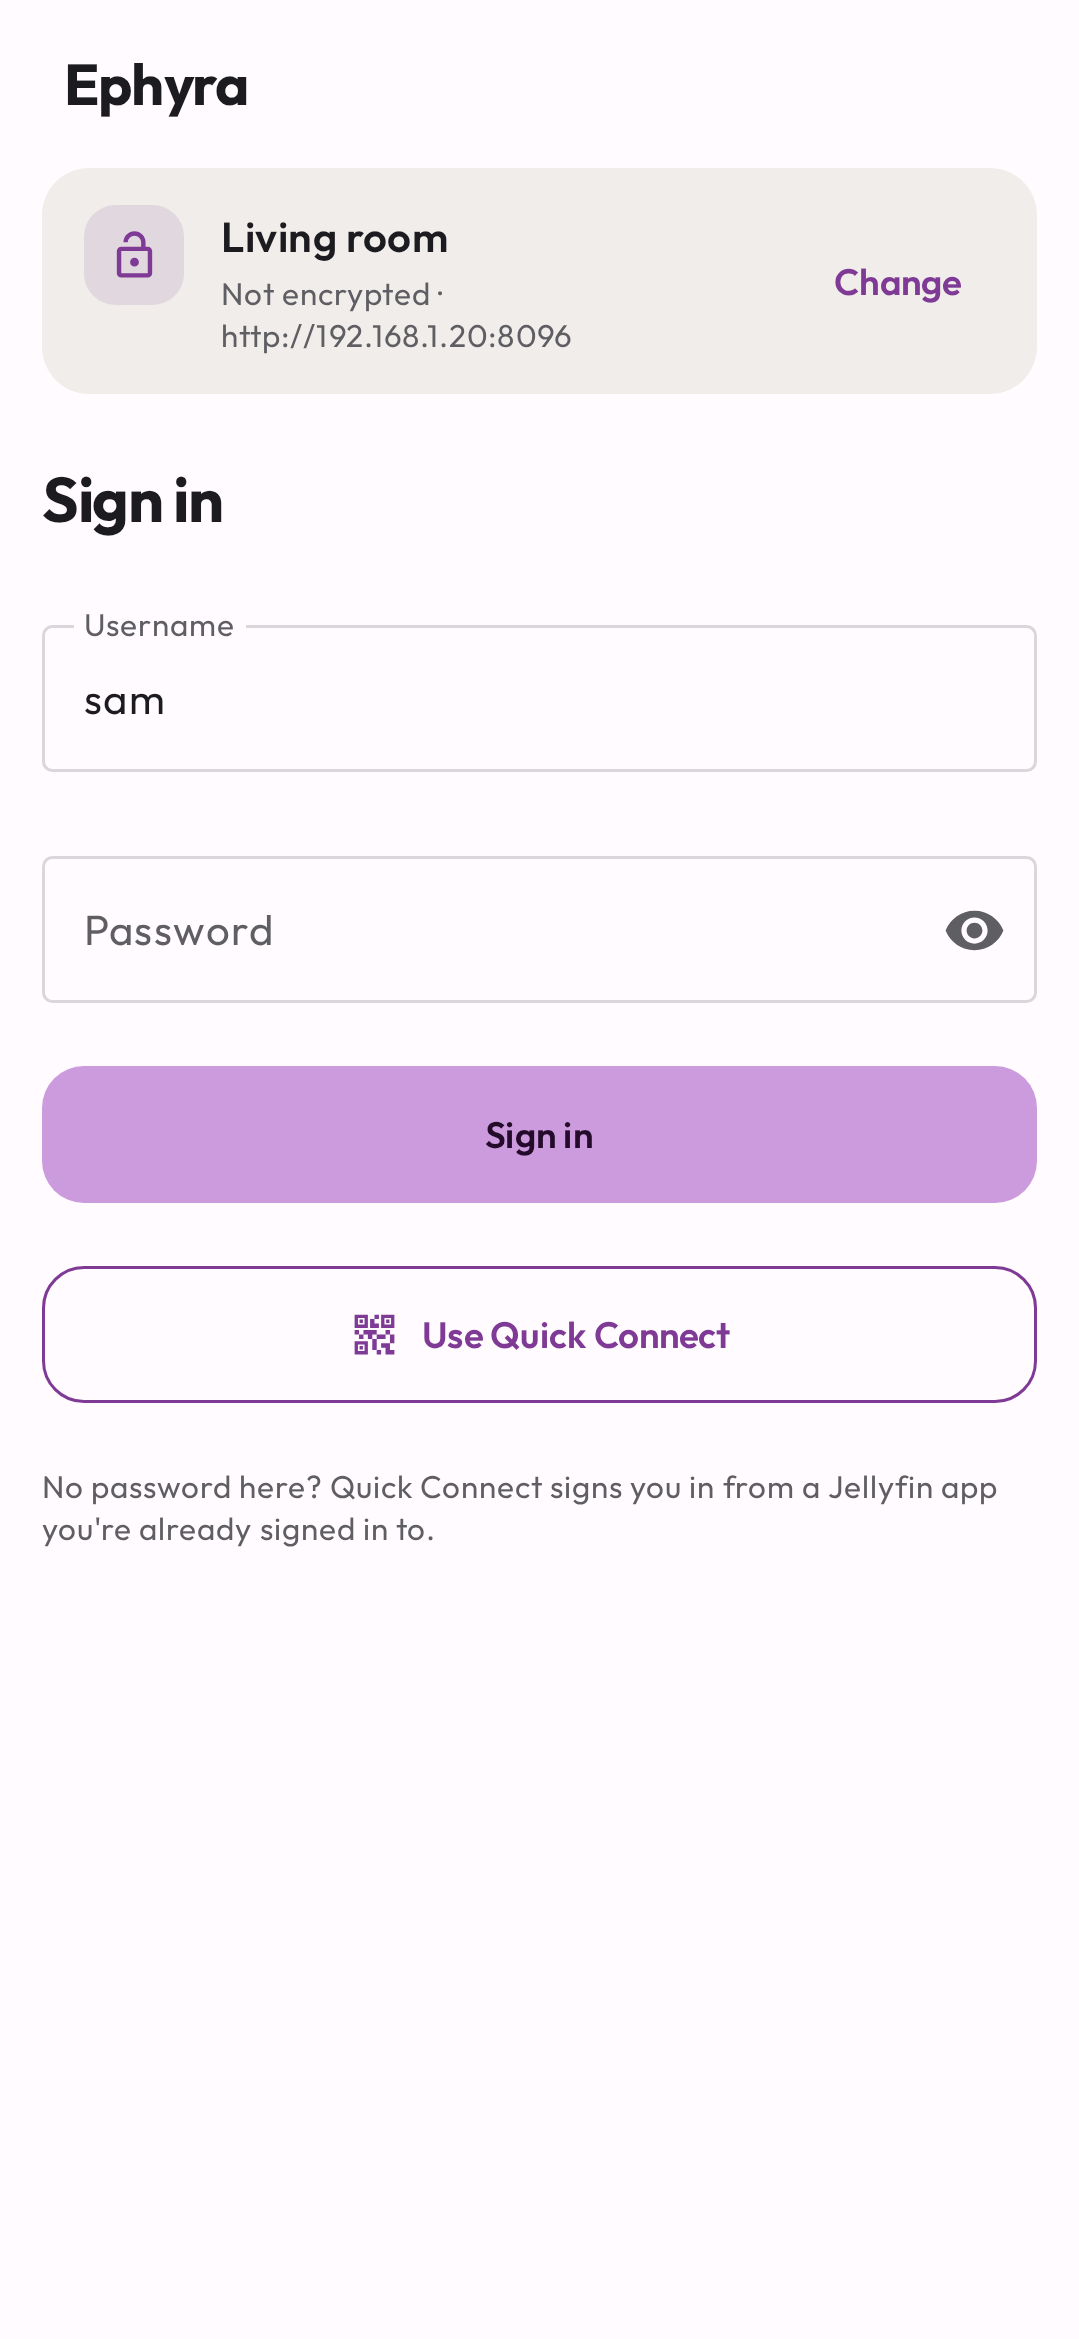 Ephyra
Living room
Not encrypted ·
http://192.168.1.20:8096
Change
Sign in
Username
sam
Password
Sign in
Use Quick Connect
No password here? Quick Connect signs you in from a Jellyfin app
you're already signed in to.